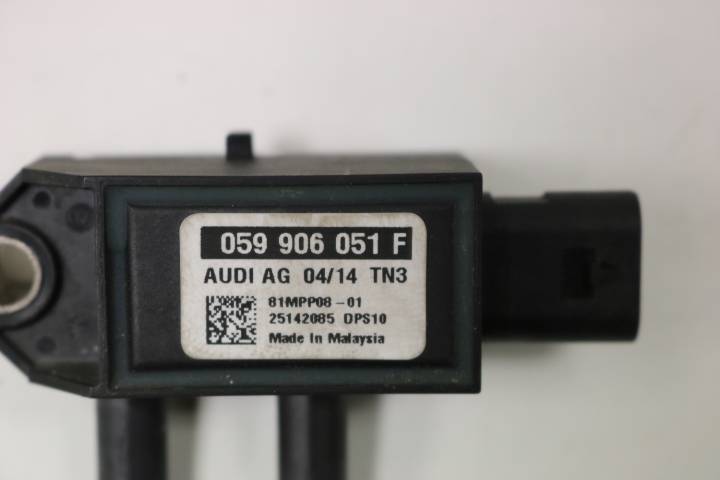 059 906 051 F
AUDI AG 04/14 TN3
81MPP08-01
25142085 DPS10
Made In Malaysia